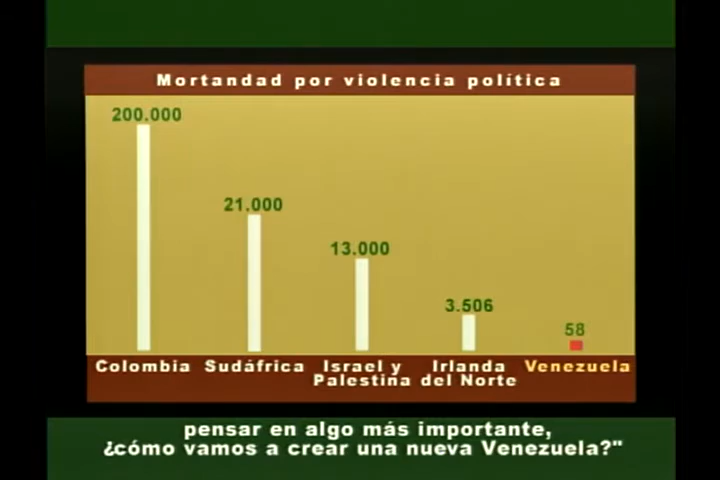 Mortandad por violencia política
200.000
21.000
13.000
3.506
58
Colombia Sudáfrica Israel y Irlanda Venezuela
Palestina del Norte
pensar en algo más importante,
¿cómo vamos a crear una nueva Venezuela?"